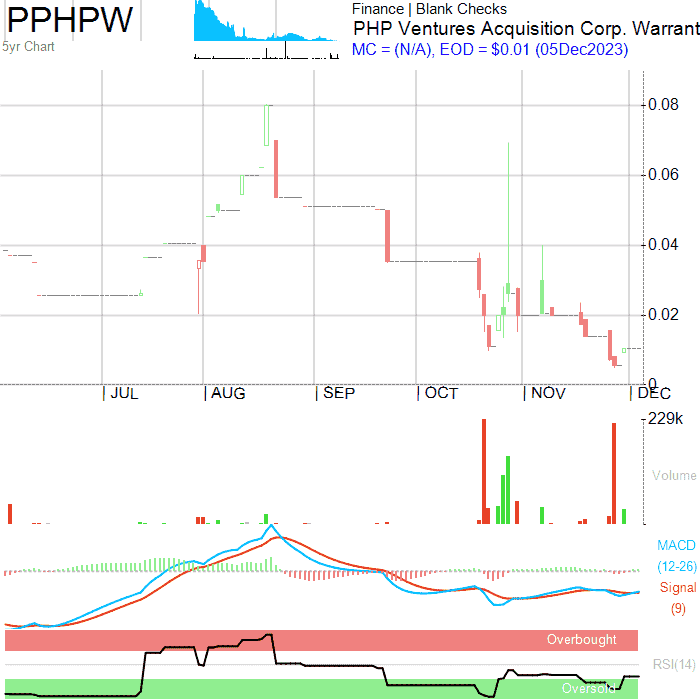 PPHPW
5yr Chart
Finance | Blank Checks
PHP Ventures Acquisition Corp. Warrant
MC = (N/A), EOD = $0.01 (05Dec2023)
0.08
0.06
0.04
0.02
0
| JUL | AUG | SEP | OCT | NOV | DEC
229k
Volume
MACD
(12-26)
Signal
(9)
Overbought
RSI(14)
Oversold